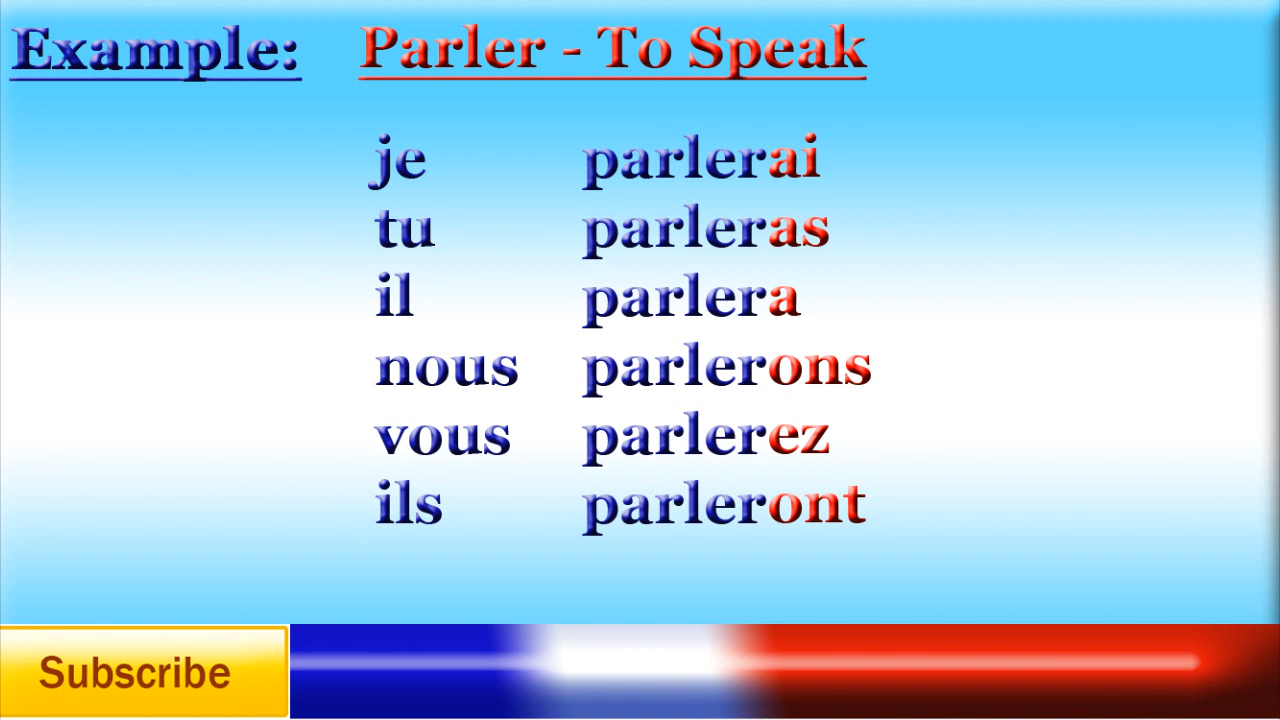 Example: Parler - To Speak
je parlerai
tu parleras
il parlera
nous parlerons
vous parlerez
ils parleront
Subscribe